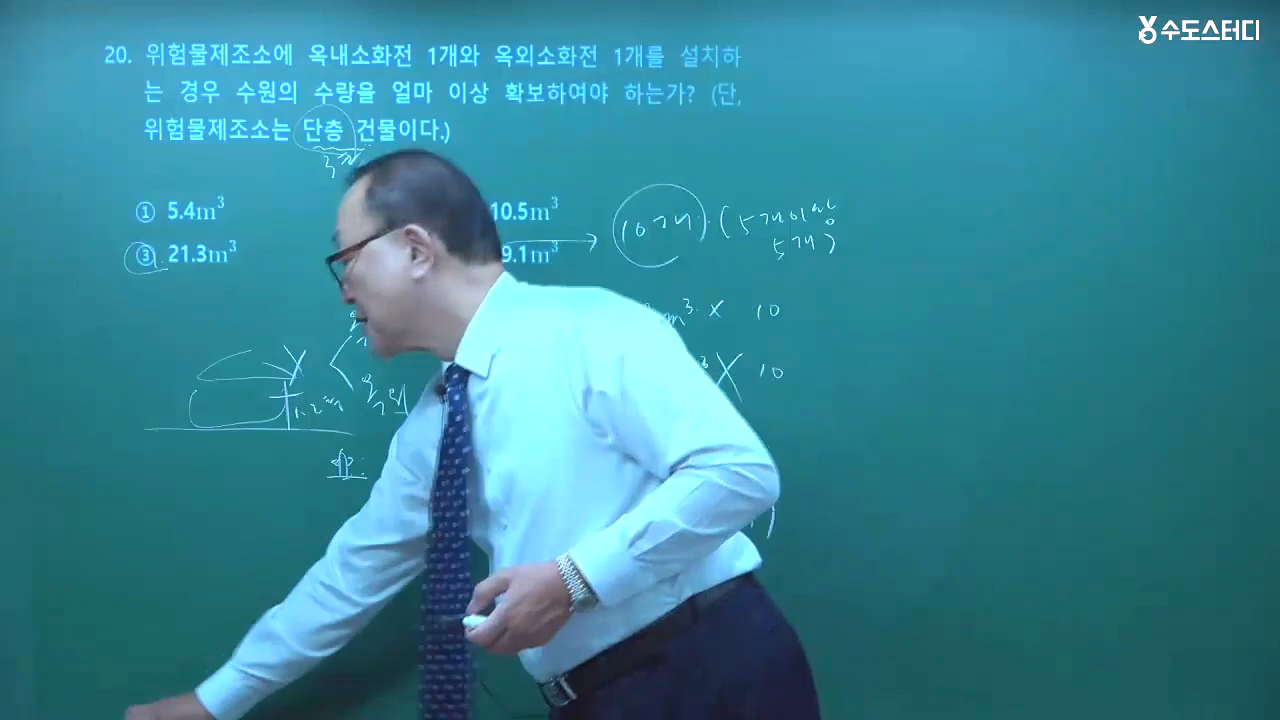 수도스터디
20. 위험물제조소에 옥내소화전 1개와 옥외소화전 1개를 설치하
는 경우 수원의 수량을 얼마 이상 확보하여야 하는가? (단,
위험물제조소는 단층 건물이다.)
① 5.4m³
10.5m³
③ 21.3m³
9.1m³
10개
(5개이상
5개)
m³ × 10
× 10